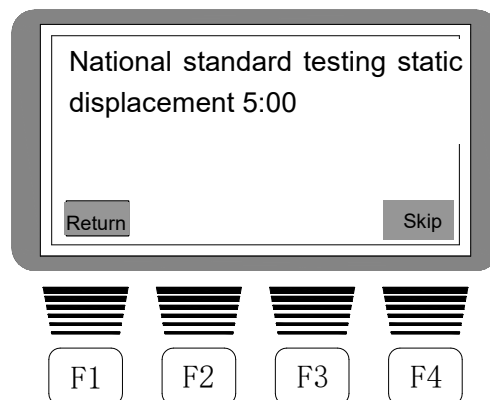 National standard testing static
displacement 5:00
Return Skip
F1 F2 F3 F4